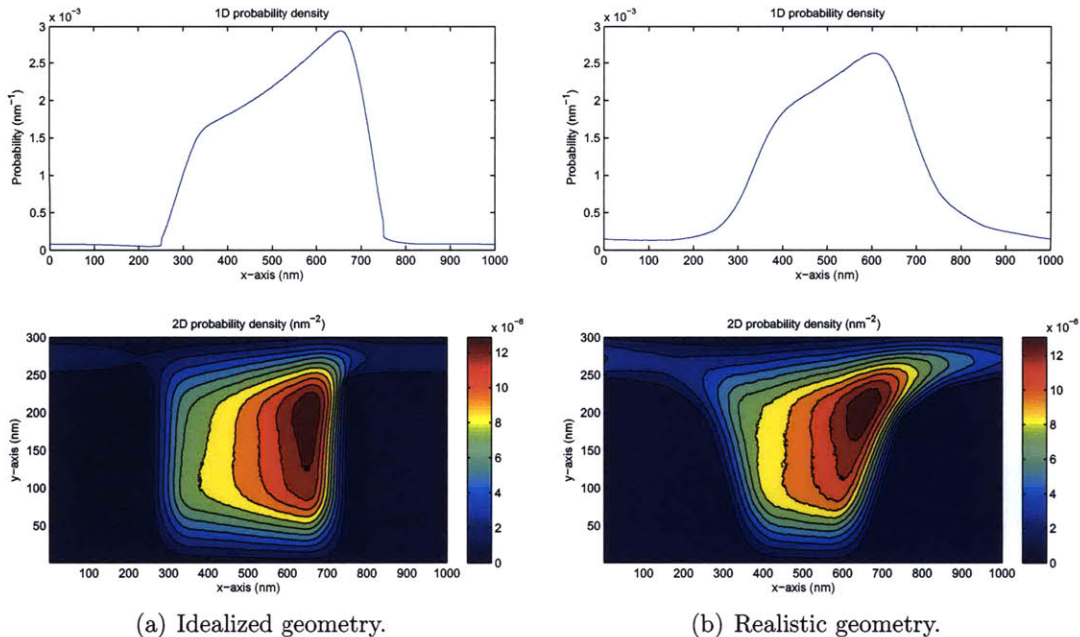 1D probability density
x 10⁻³
3
2.5
2
1.5
1
0.5
0
Probability (nm⁻¹)
0 100 200 300 400 500 600 700 800 900 1000
x−axis (nm)
2D probability density (nm⁻²)
x 10⁻⁶
300
250
200
150
100
50
y−axis (nm)
100 200 300 400 500 600 700 800 900 1000
x−axis (nm)
12
10
8
6
4
2
0
(a) Idealized geometry.
1D probability density
x 10⁻³
3
2.5
2
1.5
1
0.5
0
Probability (nm⁻¹)
0 100 200 300 400 500 600 700 800 900 1000
x−axis (nm)
2D probability density (nm⁻²)
x 10⁻⁶
300
250
200
150
100
50
y−axis (nm)
100 200 300 400 500 600 700 800 900 1000
x−axis (nm)
12
10
8
6
4
2
0
(b) Realistic geometry.